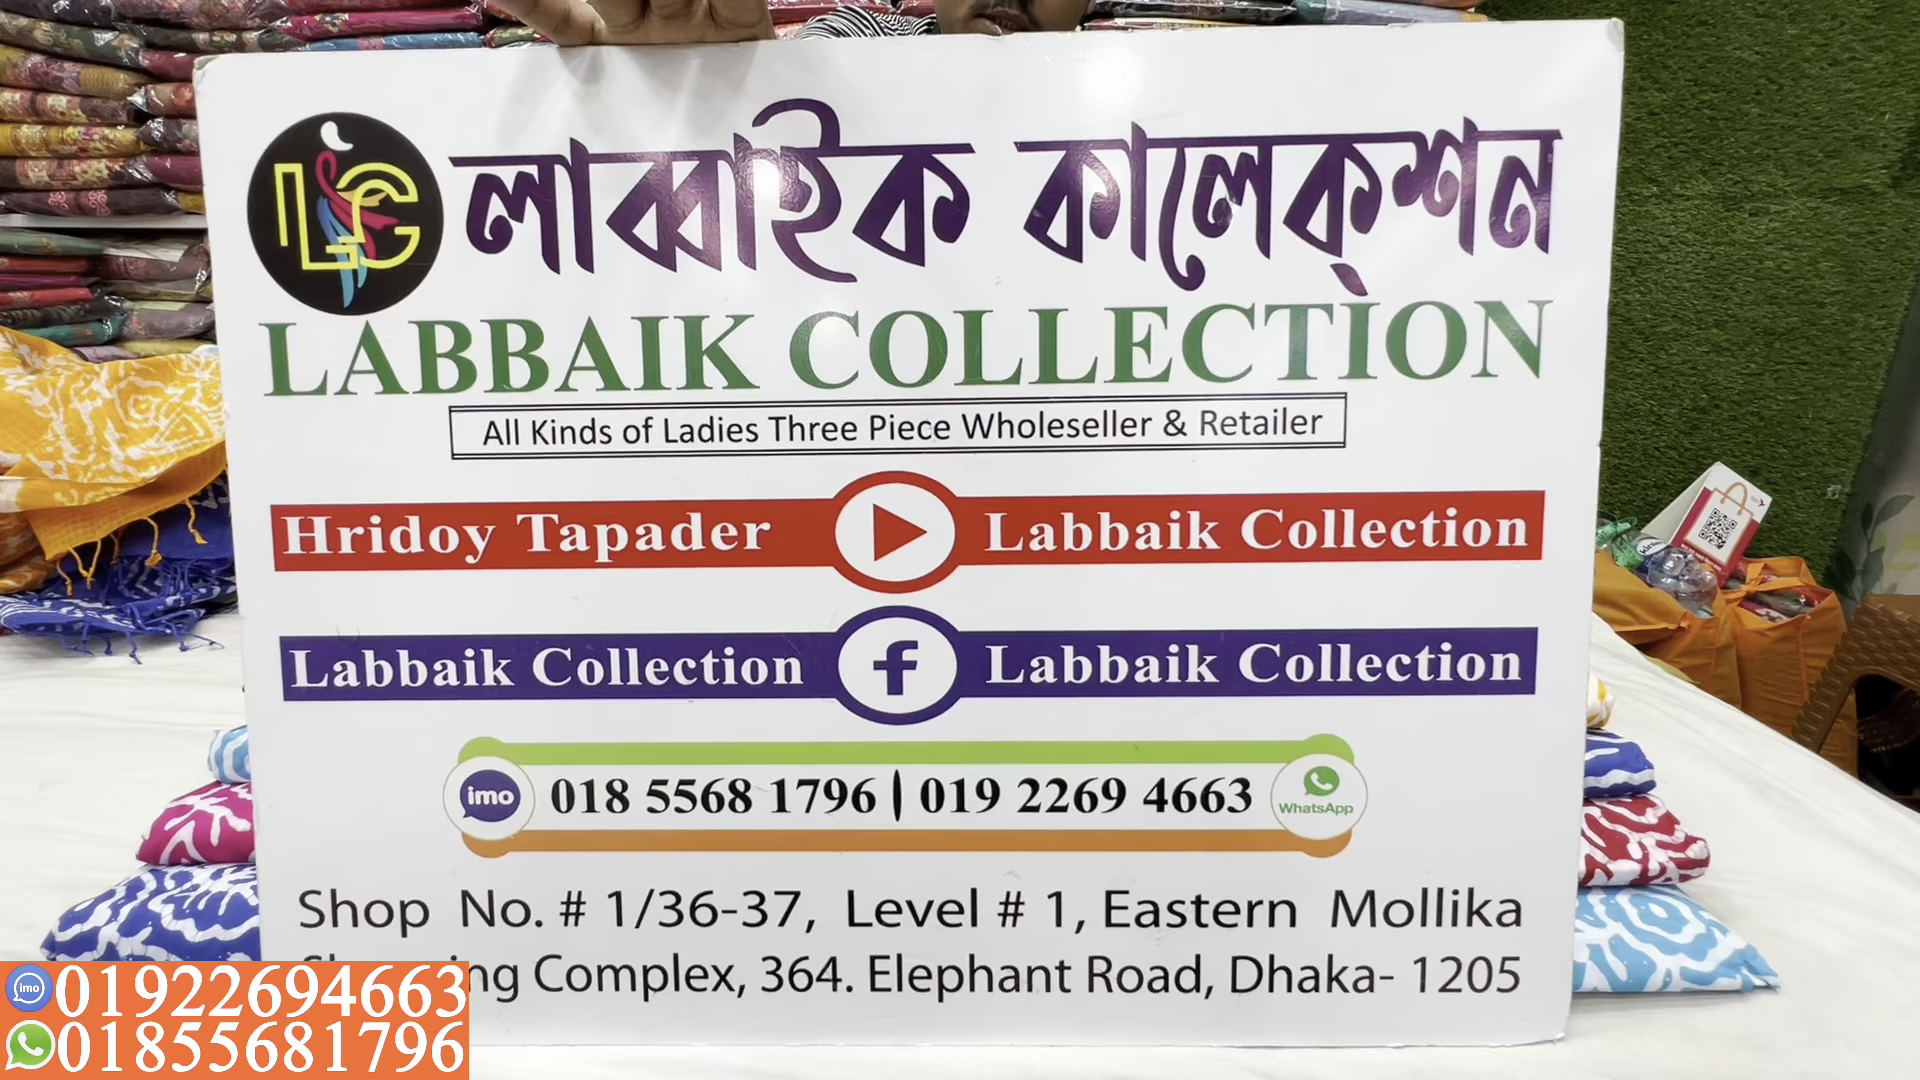 LC
লাব্বাইক কালেক্শন
LABBAIK COLLECTION
All Kinds of Ladies Three Piece Wholeseller & Retailer
Hridoy Tapader Labbaik Collection
Labbaik Collection f Labbaik Collection
imo 018 5568 1796 | 019 2269 4663 WhatsApp
Shop No. # 1/36-37, Level # 1, Eastern Mollika
Complex, 364. Elephant Road, Dhaka- 1205
imo 01922694663
01855681796